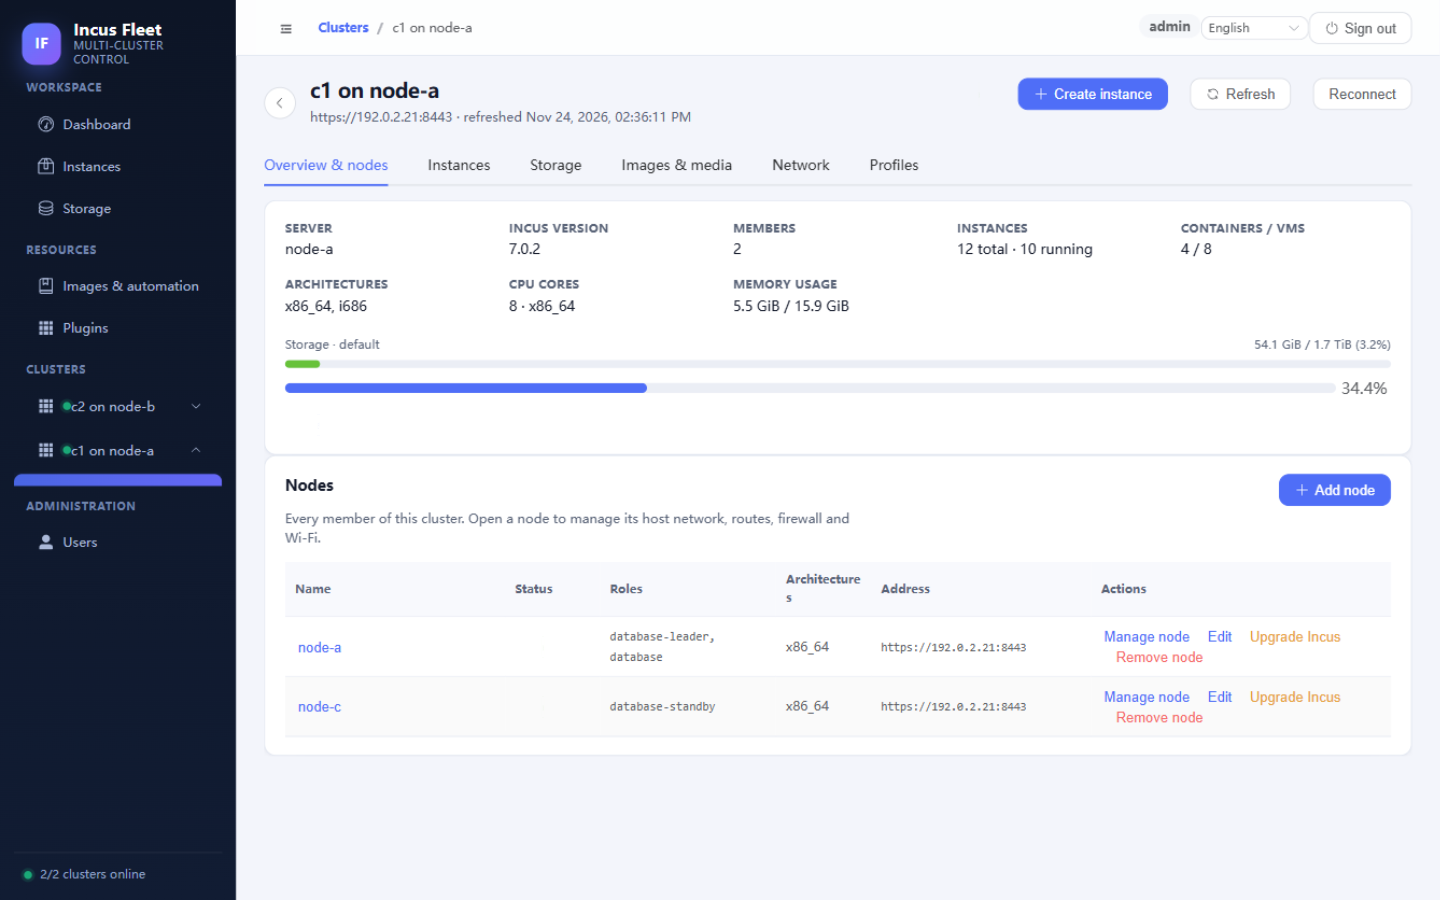 IF
Incus Fleet
MULTI-CLUSTER
CONTROL
WORKSPACE
Dashboard
Instances
Storage
RESOURCES
Images & automation
Plugins
CLUSTERS
c2 on node-b
c1 on node-a
ADMINISTRATION
Users
2/2 clusters online
Clusters / c1 on node-a
admin
English
Sign out
c1 on node-a
https://192.0.2.21:8443 · refreshed Nov 24, 2026, 02:36:11 PM
Create instance
Refresh
Reconnect
Overview & nodes
Instances
Storage
Images & media
Network
Profiles
SERVER
node-a
INCUS VERSION
7.0.2
MEMBERS
2
INSTANCES
12 total · 10 running
CONTAINERS / VMS
4 / 8
ARCHITECTURES
x86_64, i686
CPU CORES
8 · x86_64
MEMORY USAGE
5.5 GiB / 15.9 GiB
Storage · default
54.1 GiB / 1.7 TiB (3.2%)
34.4%
Nodes
Add node
Every member of this cluster. Open a node to manage its host network, routes, firewall and
Wi-Fi.
Name
Status
Roles
Architecture
s
Address
Actions
node-a
database-leader,
database
x86_64
https://192.0.2.21:8443
Manage node Edit Upgrade Incus
Remove node
node-c
database-standby
x86_64
https://192.0.2.21:8443
Manage node Edit Upgrade Incus
Remove node